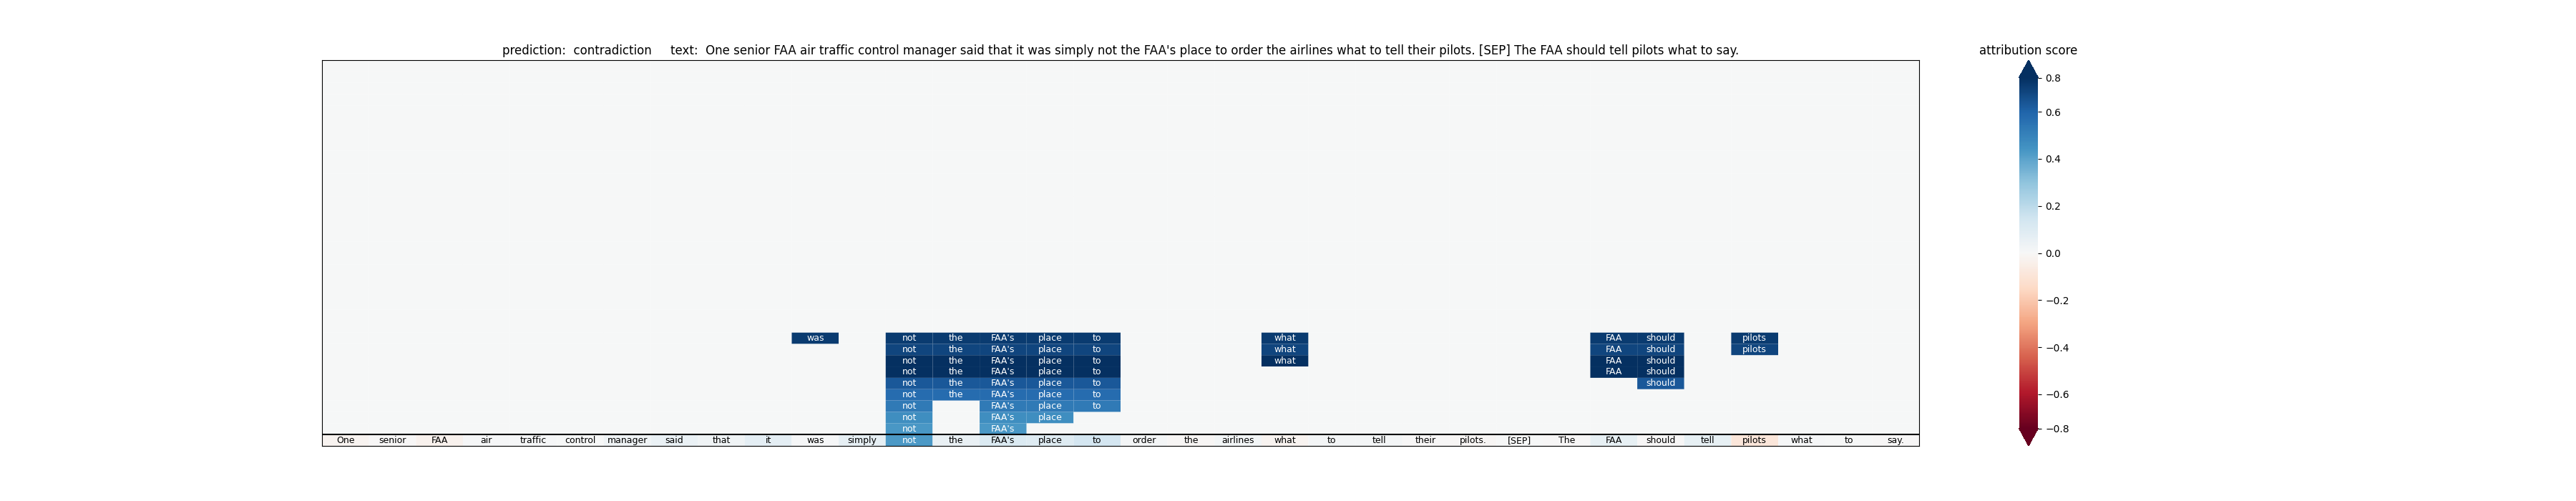 prediction:  contradiction     text:  One senior FAA air traffic control manager said that it was simply not the FAA's place to order the airlines what to tell their pilots. [SEP] The FAA should tell pilots what to say.
attribution score
0.8
0.6
0.4
0.2
0.0
−0.2
−0.4
−0.6
−0.8
was not the FAA's place to what FAA should pilots
not the FAA's place to what FAA should pilots
not the FAA's place to what FAA should
not the FAA's place to FAA should
not the FAA's place to should
not the FAA's place to
not FAA's place to
not FAA's place
not FAA's
One senior FAA air traffic control manager said that it was simply not the FAA's place to order the airlines what to tell their pilots. [SEP] The FAA should tell pilots what to say.